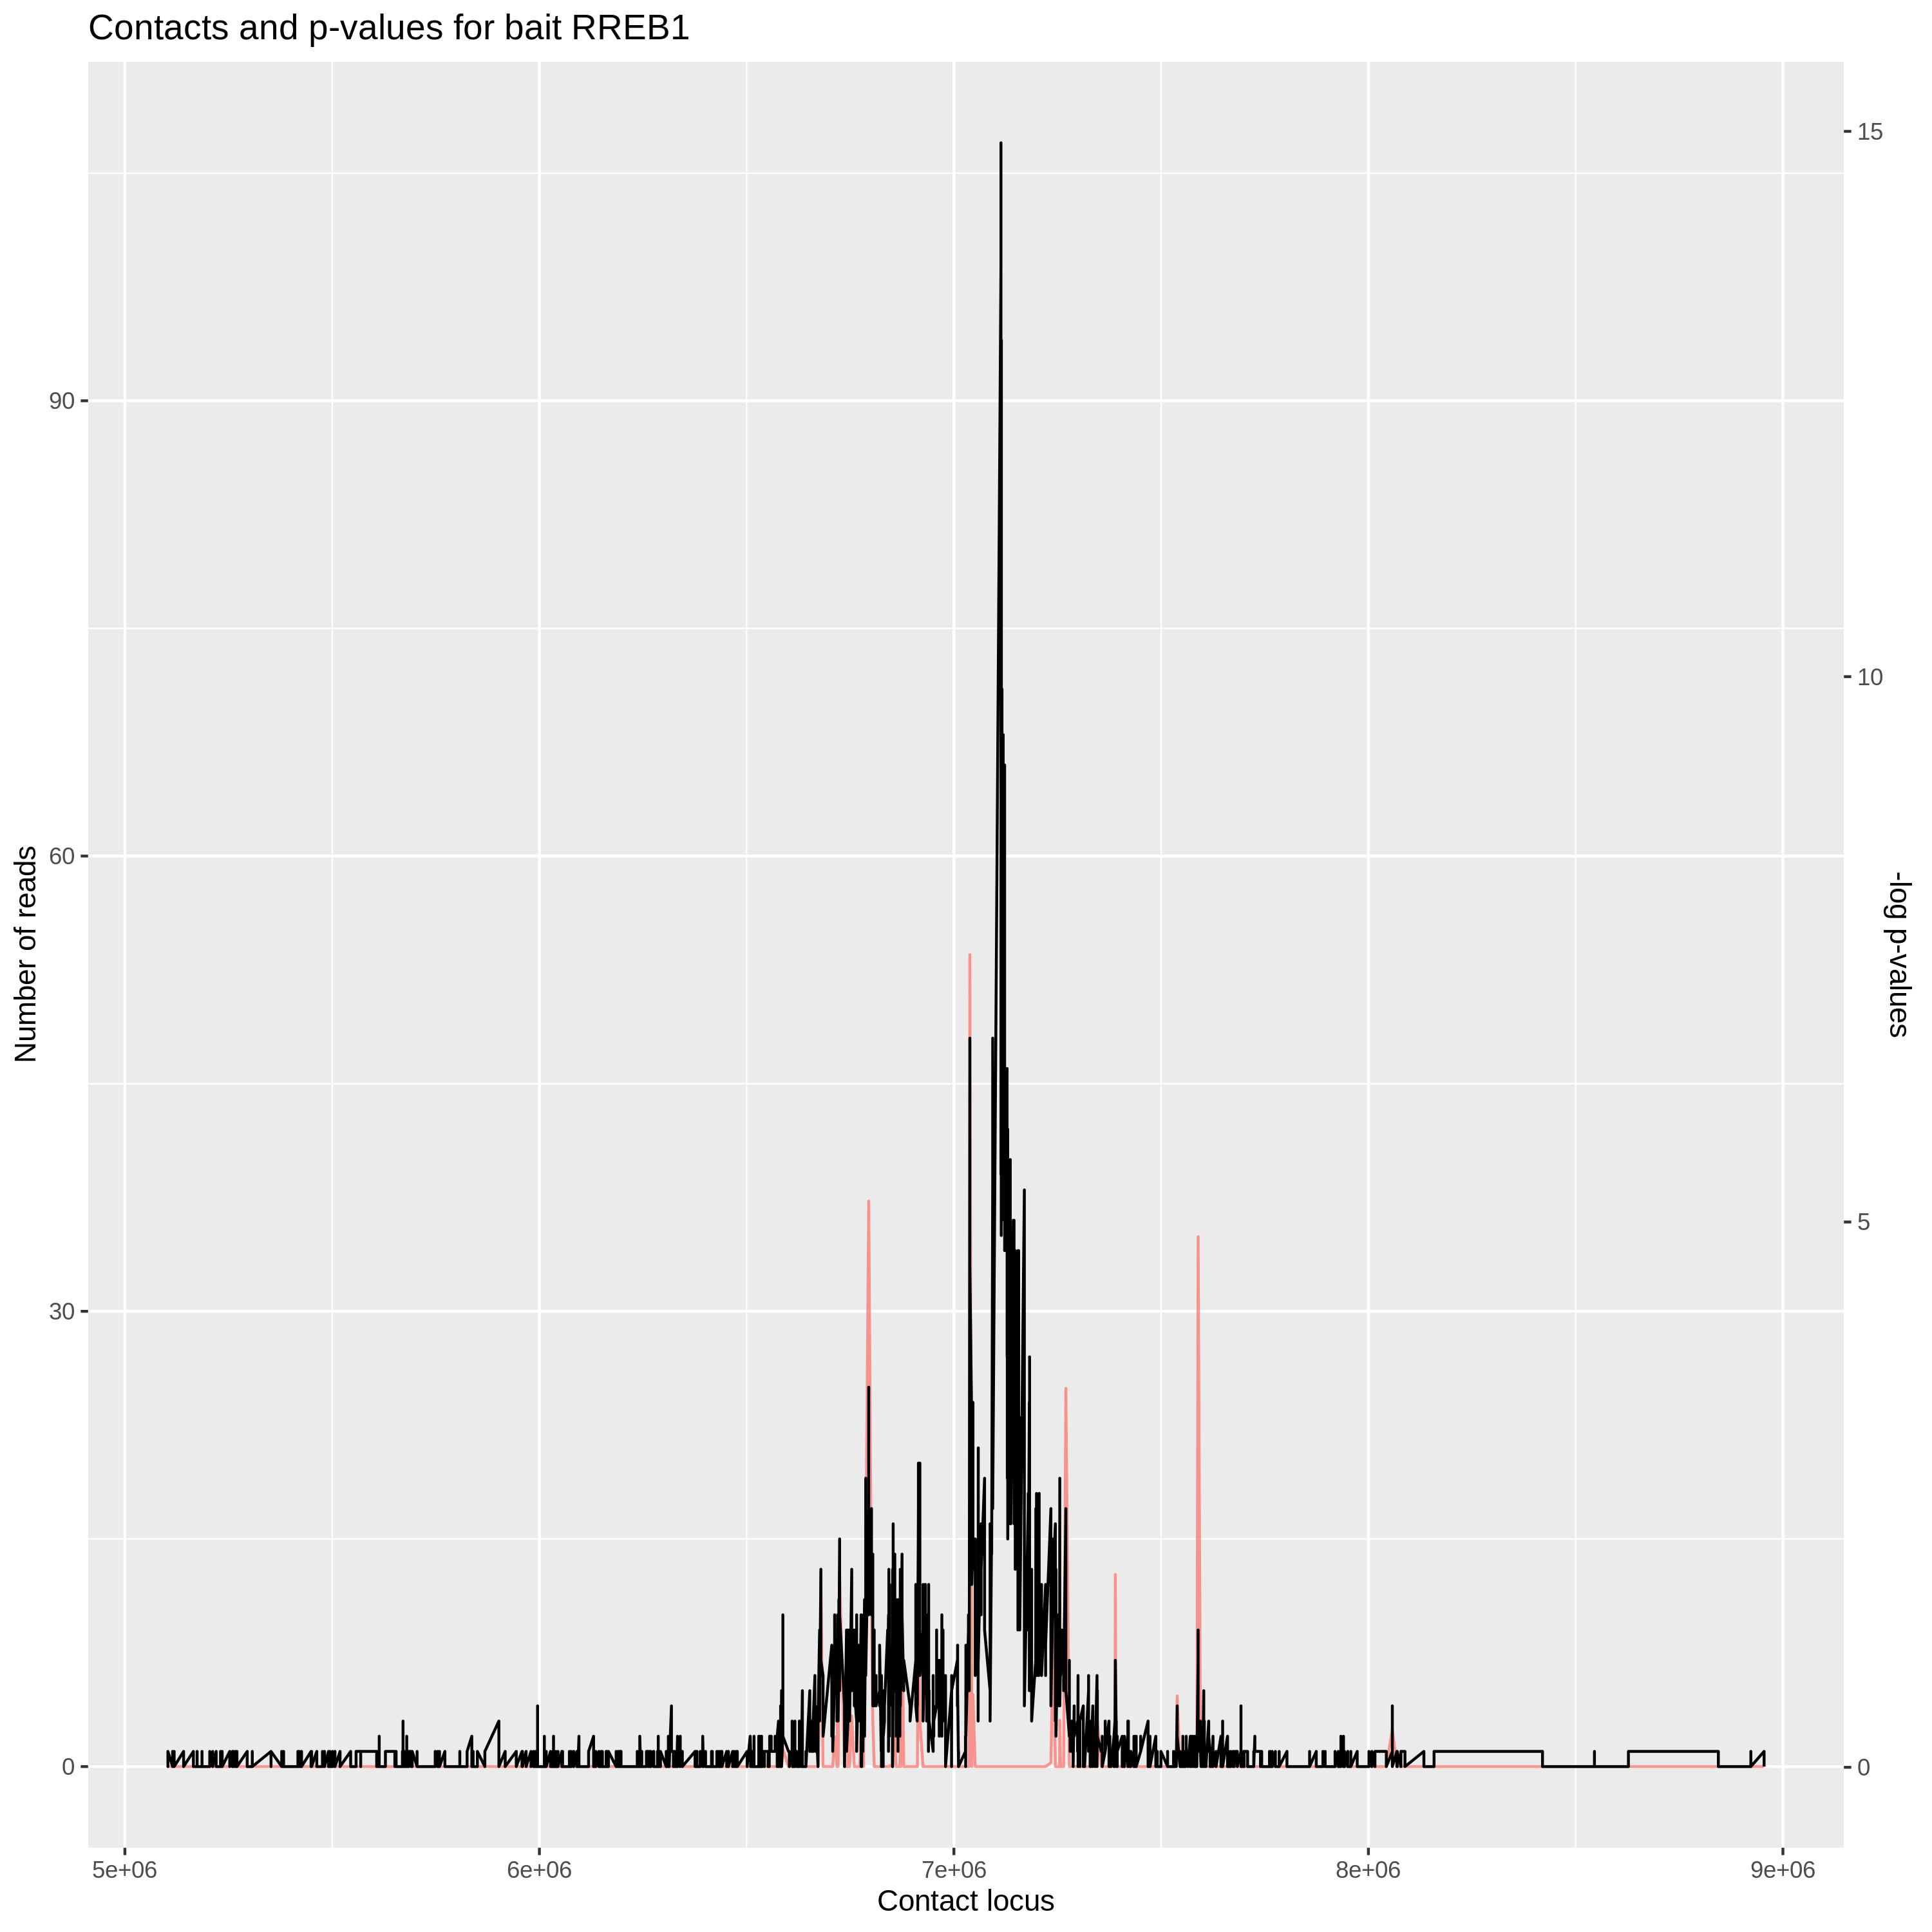 Contacts and p-values for bait RREB1
15
90
10
60
Number of reads
-log p-values
5
30
0
0
5e+06
6e+06
7e+06
8e+06
9e+06
Contact locus